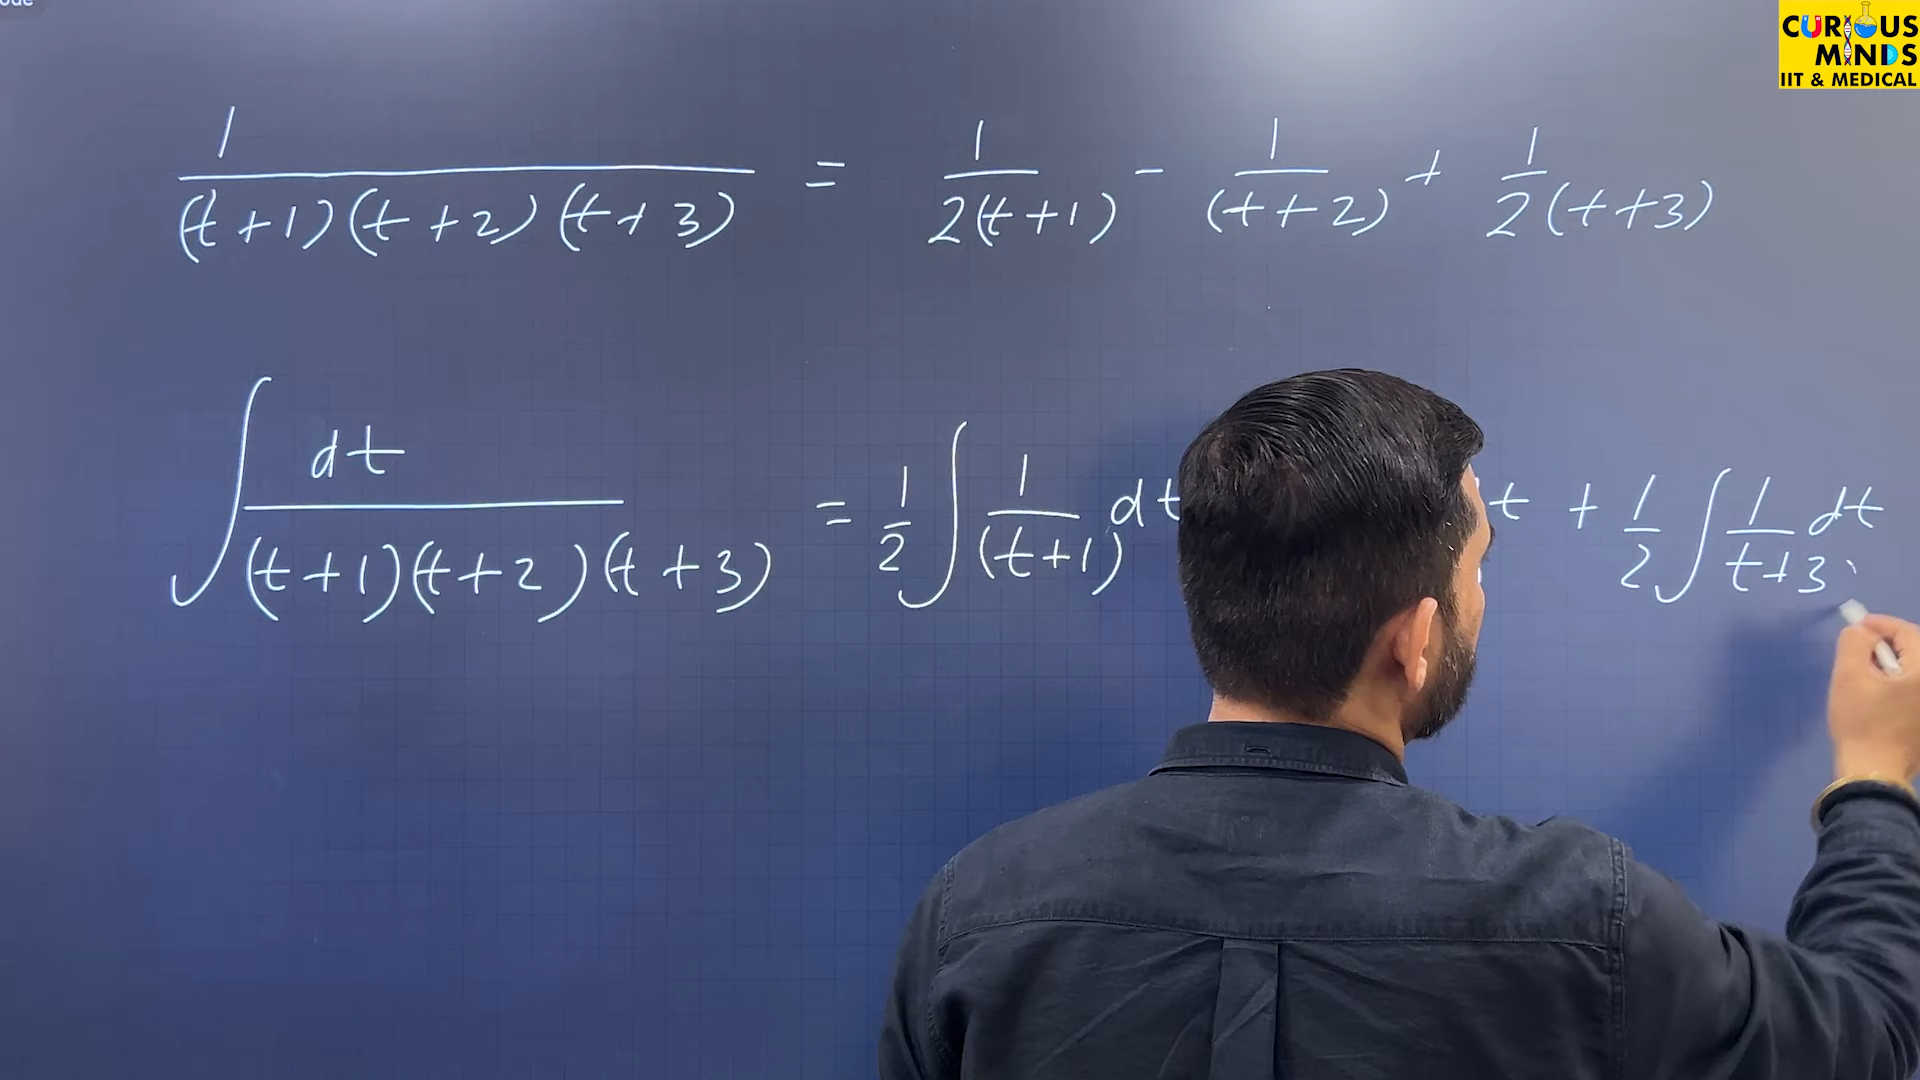 ode
CURIOUS
MINDS
IIT & MEDICAL
1/((t+1)(t+2)(t+3)) = 1/(2(t+1)) - 1/((t+2)) + 1/(2(t+3))
∫ dt/((t+1)(t+2)(t+3)) = 1/2 ∫ 1/((t+1)) dt t + 1/2 ∫ 1/(t+3) dt